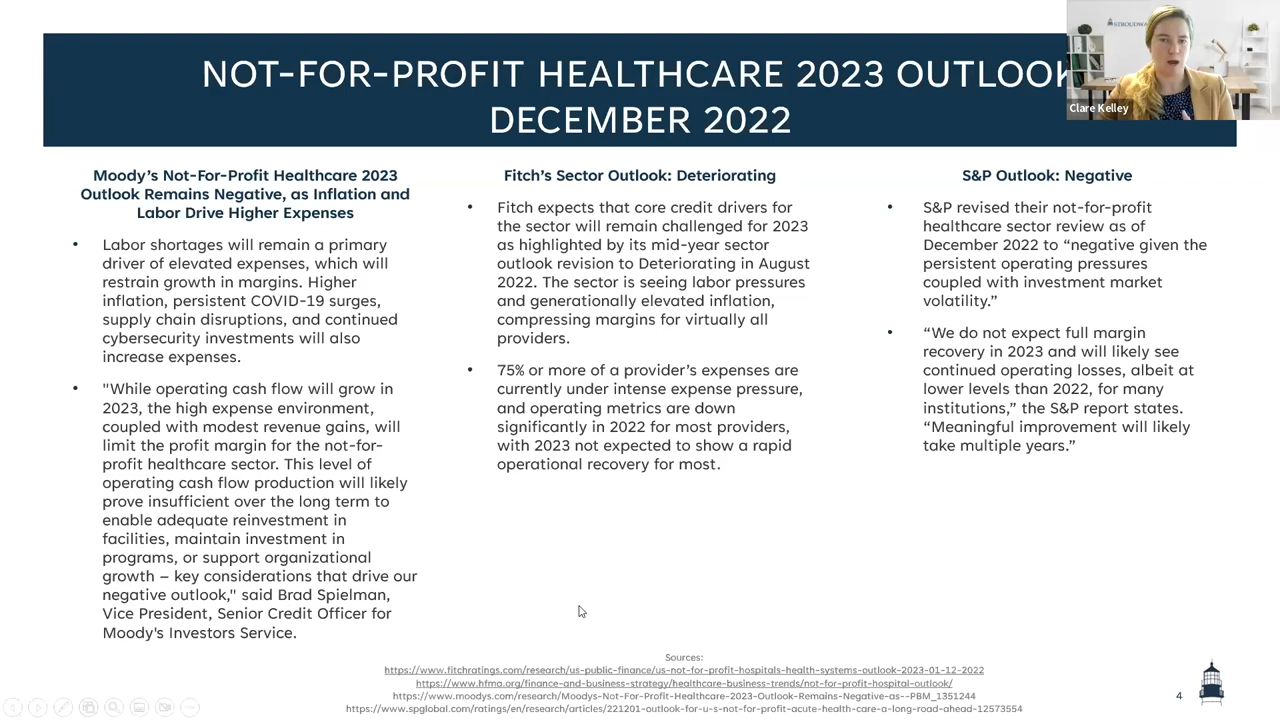 STROUDW
Clare Kelley
NOT-FOR-PROFIT HEALTHCARE 2023 OUTLOOK
DECEMBER 2022
Moody's Not-For-Profit Healthcare 2023
Outlook Remains Negative, as Inflation and
Labor Drive Higher Expenses
• Labor shortages will remain a primary
driver of elevated expenses, which will
restrain growth in margins. Higher
inflation, persistent COVID-19 surges,
supply chain disruptions, and continued
cybersecurity investments will also
increase expenses.
• "While operating cash flow will grow in
2023, the high expense environment,
coupled with modest revenue gains, will
limit the profit margin for the not-for-
profit healthcare sector. This level of
operating cash flow production will likely
prove insufficient over the long term to
enable adequate reinvestment in
facilities, maintain investment in
programs, or support organizational
growth – key considerations that drive our
negative outlook," said Brad Spielman,
Vice President, Senior Credit Officer for
Moody's Investors Service.
Fitch's Sector Outlook: Deteriorating
• Fitch expects that core credit drivers for
the sector will remain challenged for 2023
as highlighted by its mid-year sector
outlook revision to Deteriorating in August
2022. The sector is seeing labor pressures
and generationally elevated inflation,
compressing margins for virtually all
providers.
• 75% or more of a provider's expenses are
currently under intense expense pressure,
and operating metrics are down
significantly in 2022 for most providers,
with 2023 not expected to show a rapid
operational recovery for most.
S&P Outlook: Negative
• S&P revised their not-for-profit
healthcare sector review as of
December 2022 to “negative given the
persistent operating pressures
coupled with investment market
volatility.”
• “We do not expect full margin
recovery in 2023 and will likely see
continued operating losses, albeit at
lower levels than 2022, for many
institutions,” the S&P report states.
“Meaningful improvement will likely
take multiple years.”
Sources:
https://www.fitchratings.com/research/us-public-finance/us-not-for-profit-hospitals-health-systems-outlook-2023-01-12-2022
https://www.hfma.org/finance-and-business-strategy/healthcare-business-trends/not-for-profit-hospital-outlook/
https://www.moodys.com/research/Moodys-Not-For-Profit-Healthcare-2023-Outlook-Remains-Negative-as--PBM_1351244
https://www.spglobal.com/ratings/en/research/articles/221201-outlook-for-u-s-not-for-profit-acute-health-care-a-long-road-ahead-12573554
4